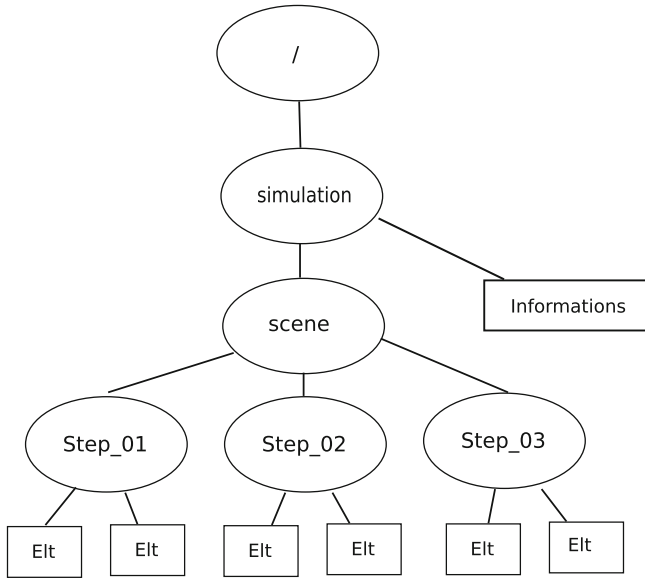 /
simulation
Informations
scene
Step_01
Step_02
Step_03
Elt
Elt
Elt
Elt
Elt
Elt